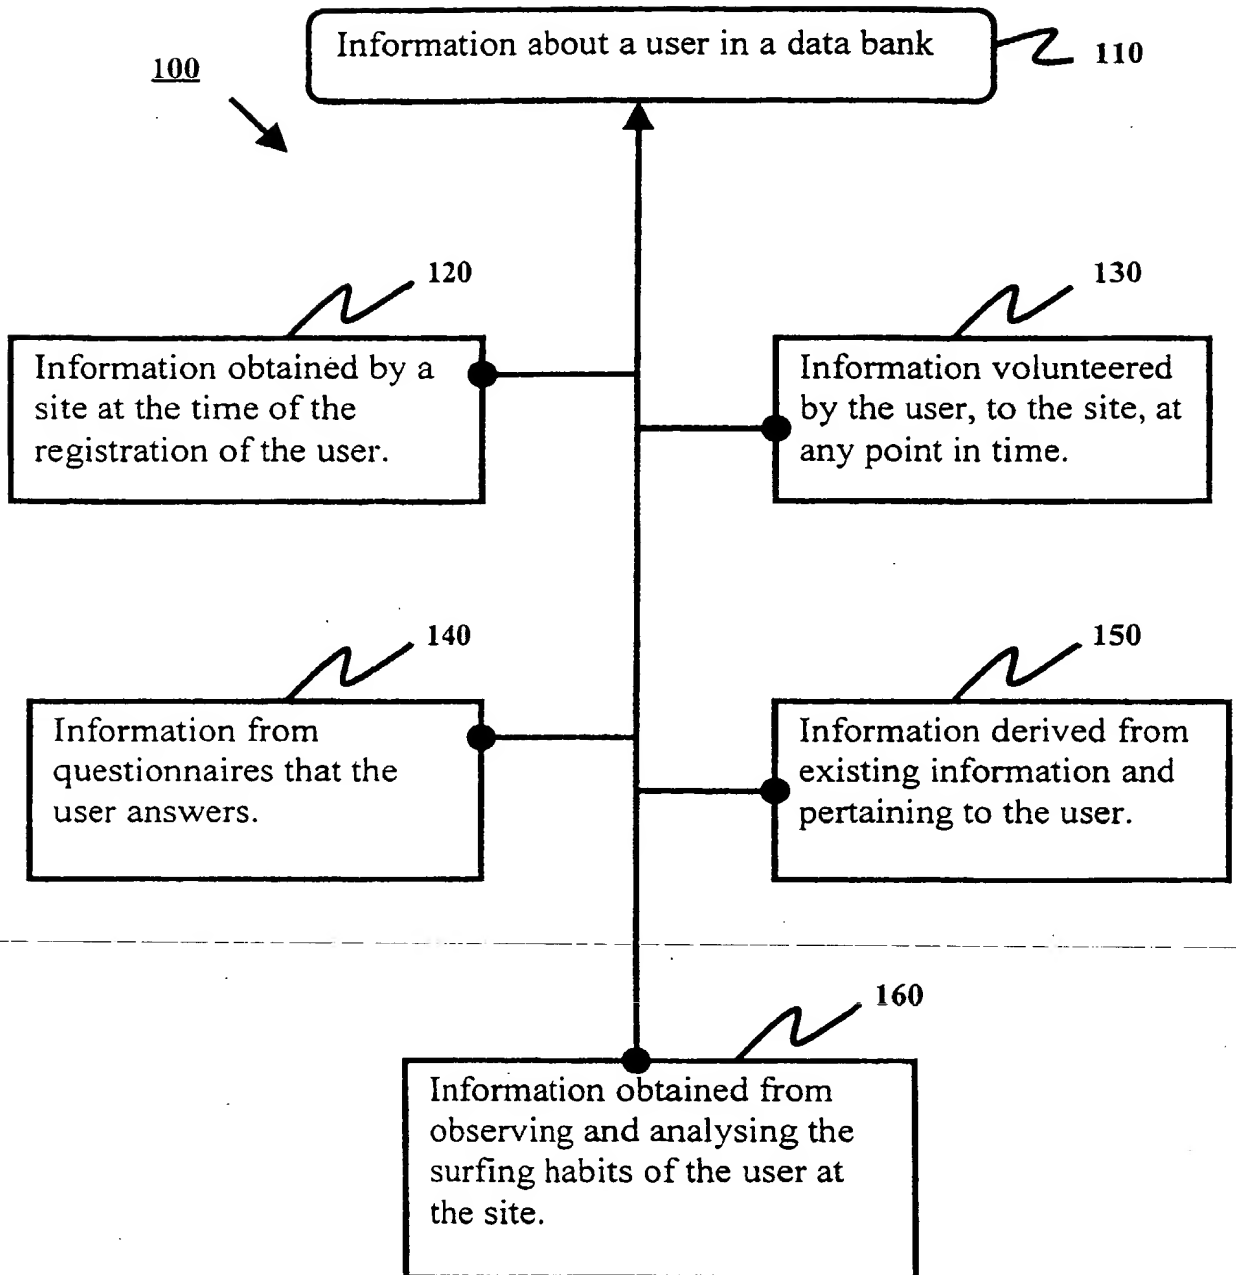 Information about a user in a data bank
110
100
120
130
Information obtained by a
site at the time of the
registration of the user.
Information volunteered
by the user, to the site, at
any point in time.
140
150
Information from
questionnaires that the
user answers.
Information derived from
existing information and
pertaining to the user.
160
Information obtained from
observing and analysing the
surfing habits of the user at
the site.